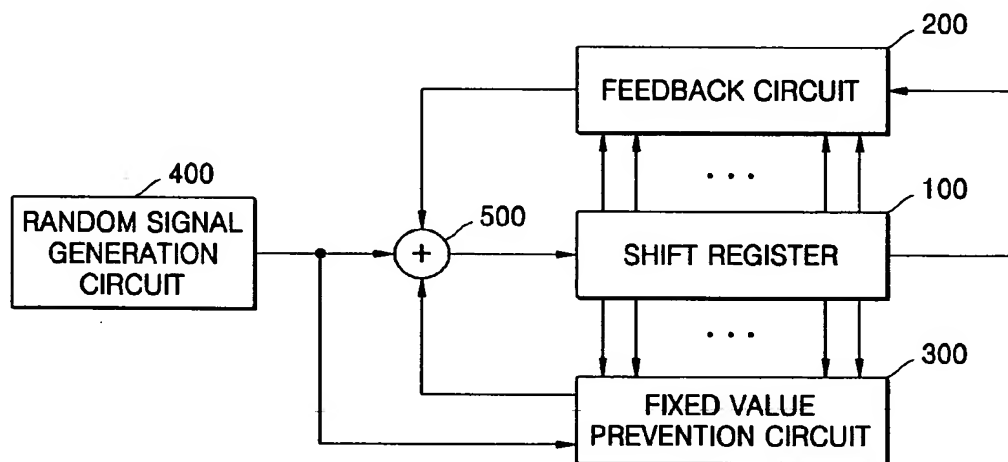 200
FEEDBACK CIRCUIT
400
RANDOM SIGNAL
GENERATION
CIRCUIT
500
+
100
SHIFT REGISTER
300
FIXED VALUE
PREVENTION CIRCUIT